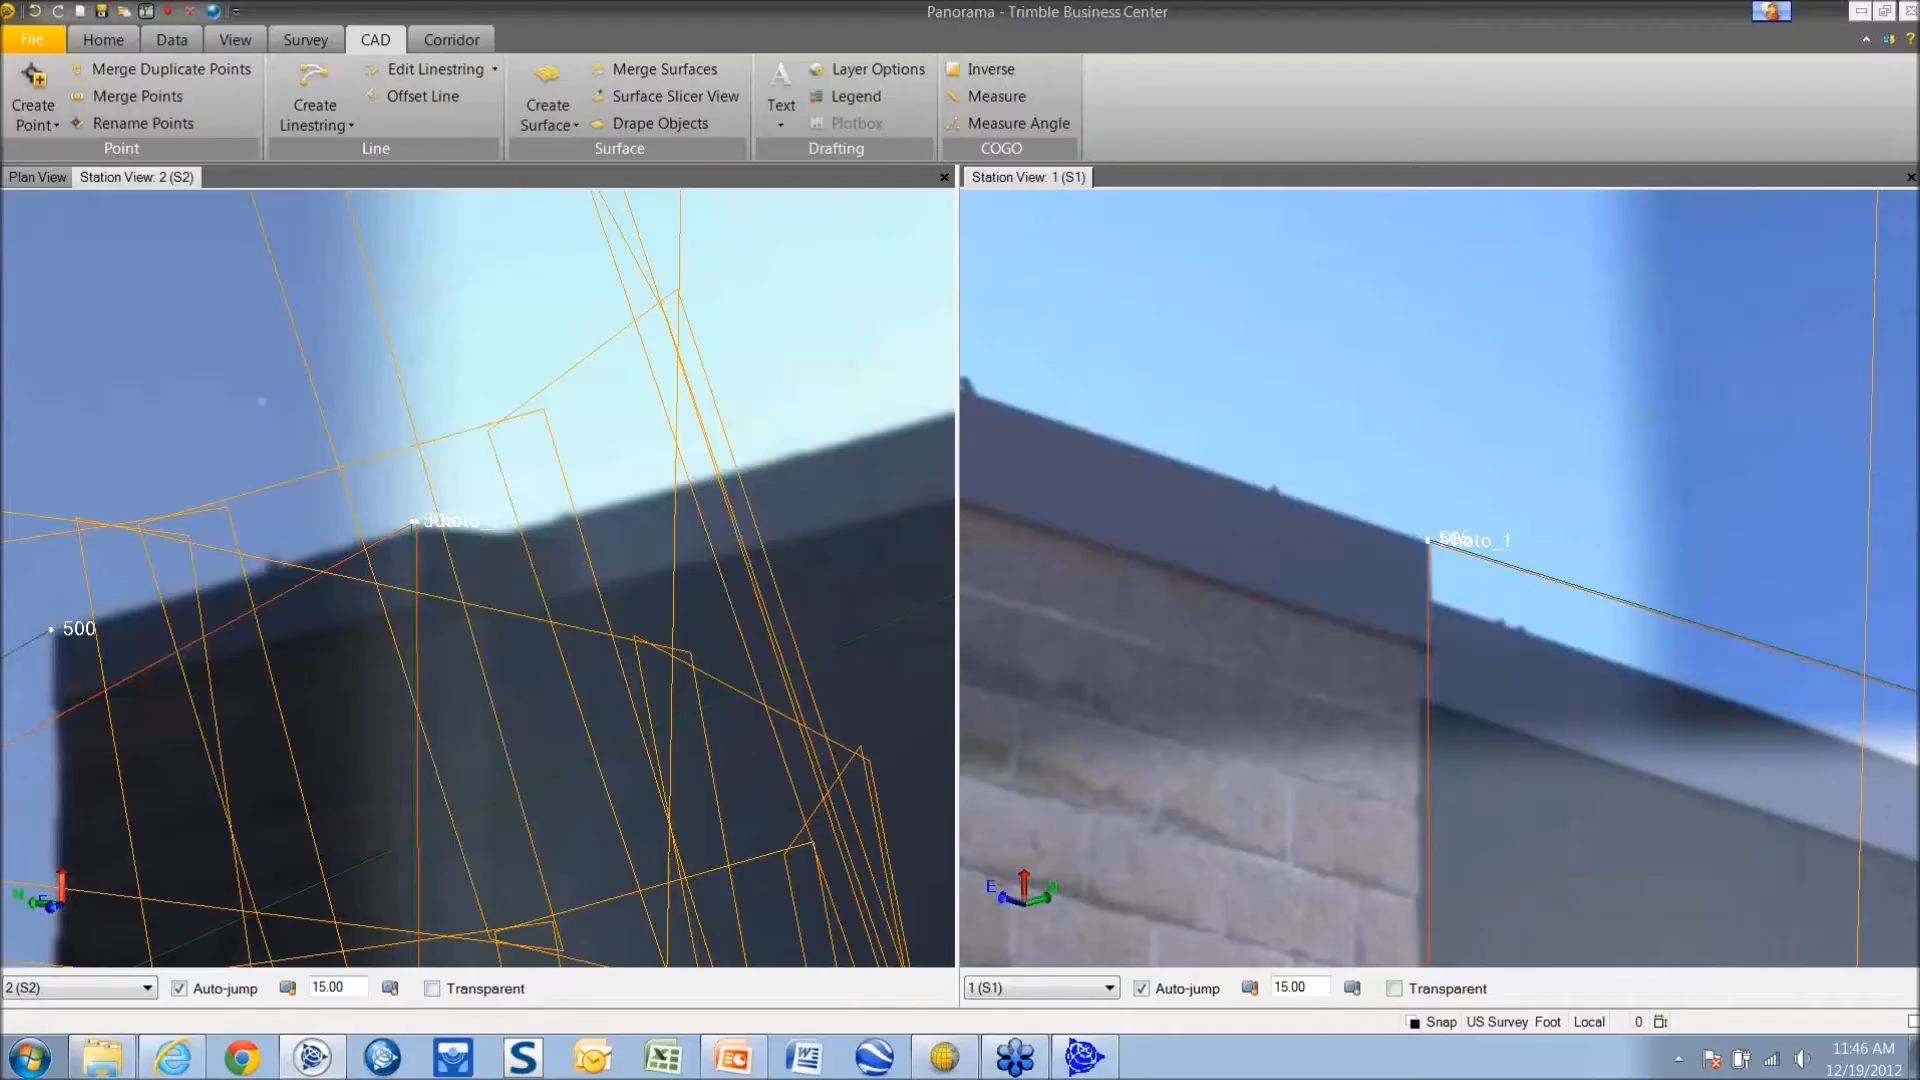 Panorama - Trimble Business Center
File Home Data View Survey CAD Corridor
Create Point
Merge Duplicate Points
Merge Points
Rename Points
Point
Create Linestring
Edit Linestring
Offset Line
Line
Create Surface
Merge Surfaces
Surface Slicer View
Drape Objects
Surface
Text
Layer Options
Legend
Plotbox
Drafting
Inverse
Measure
Measure Angle
COGO
Plan View Station View: 2 (S2)
Station View: 1 (S1)
500
N E
E N
2 (S2) Auto-jump 15.00 Transparent
1 (S1) Auto-jump 15.00 Transparent
Snap US Survey Foot Local 0
11:46 AM
12/19/2012